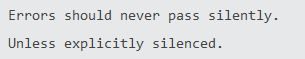 Errors should never pass silently.
Unless explicitly silenced.